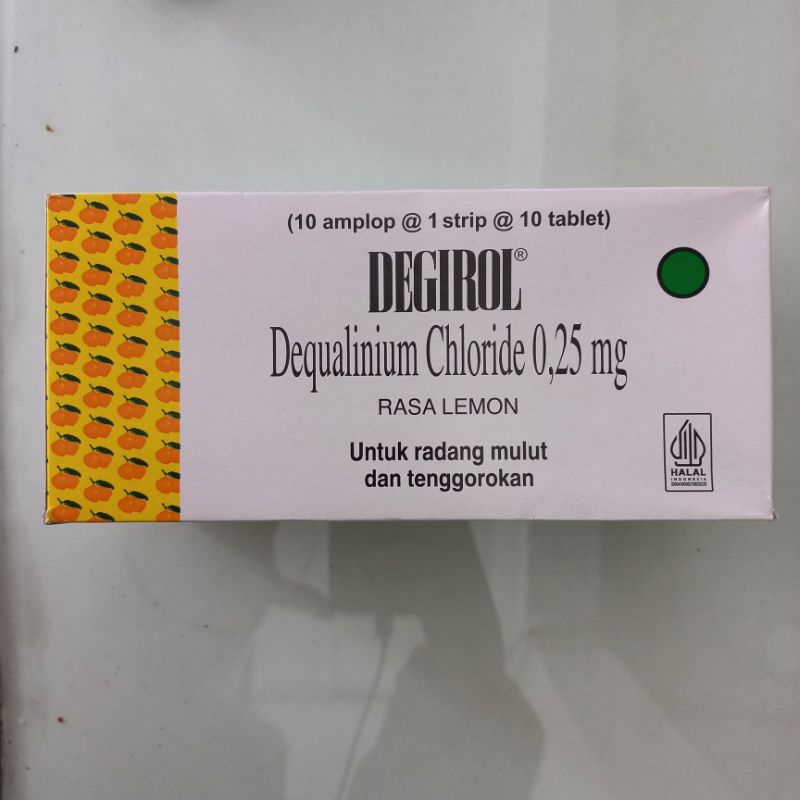 (10 amplop @ 1 strip @ 10 tablet)
DEGIROL®
Dequalinium Chloride 0,25 mg
RASA LEMON
Untuk radang mulut
dan tenggorokan
HALAL
INDONESIA